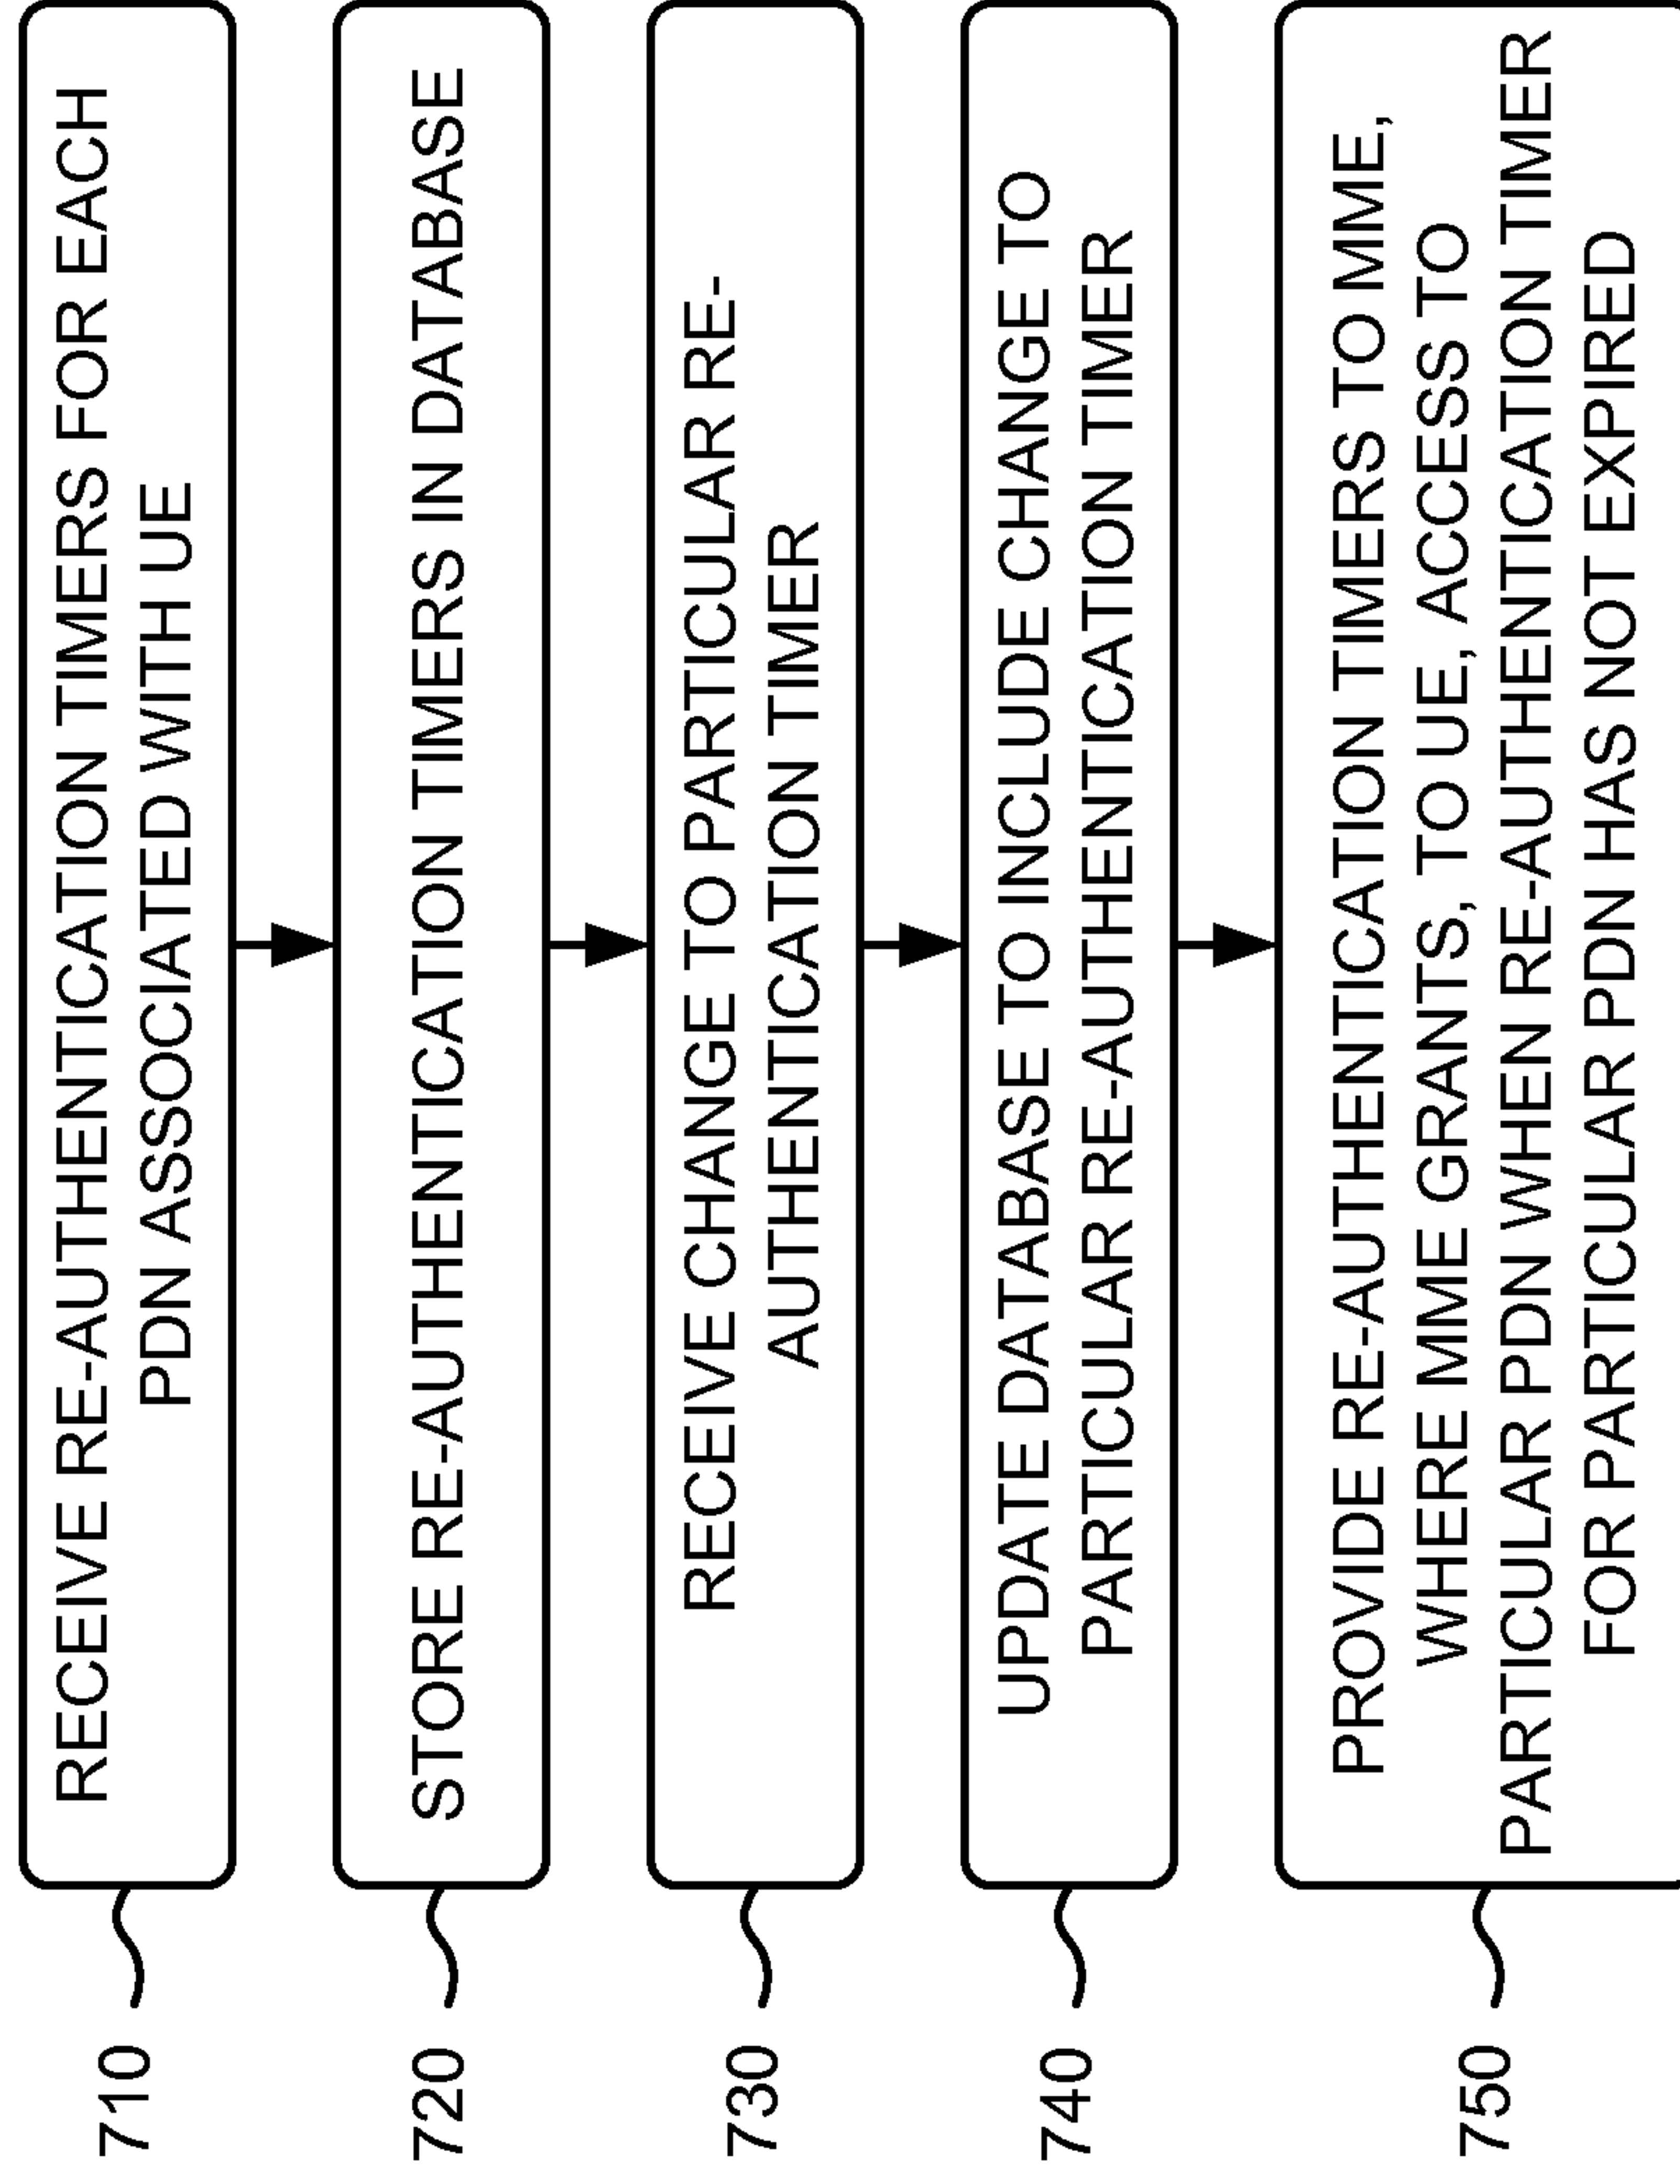 710
RECEIVE RE-AUTHENTICATION TIMERS FOR EACH
PDN ASSOCIATED WITH UE
720
STORE RE-AUTHENTICATION TIMERS IN DATABASE
730
RECEIVE CHANGE TO PARTICULAR RE-
AUTHENTICATION TIMER
740
UPDATE DATABASE TO INCLUDE CHANGE TO
PARTICULAR RE-AUTHENTICATION TIMER
750
PROVIDE RE-AUTHENTICATION TIMERS TO MME,
WHERE MME GRANTS, TO UE, ACCESS TO
PARTICULAR PDN WHEN RE-AUTHENTICATION TIMER
FOR PARTICULAR PDN HAS NOT EXPIRED